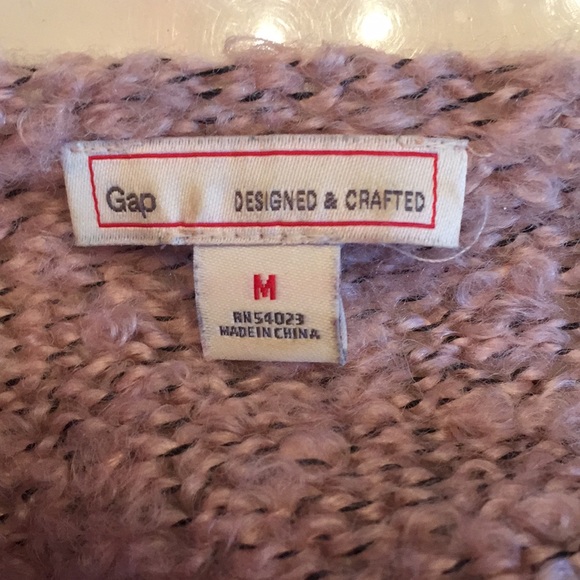 Gap DESIGNED & CRAFTED
M
RN54023
MADE IN CHINA